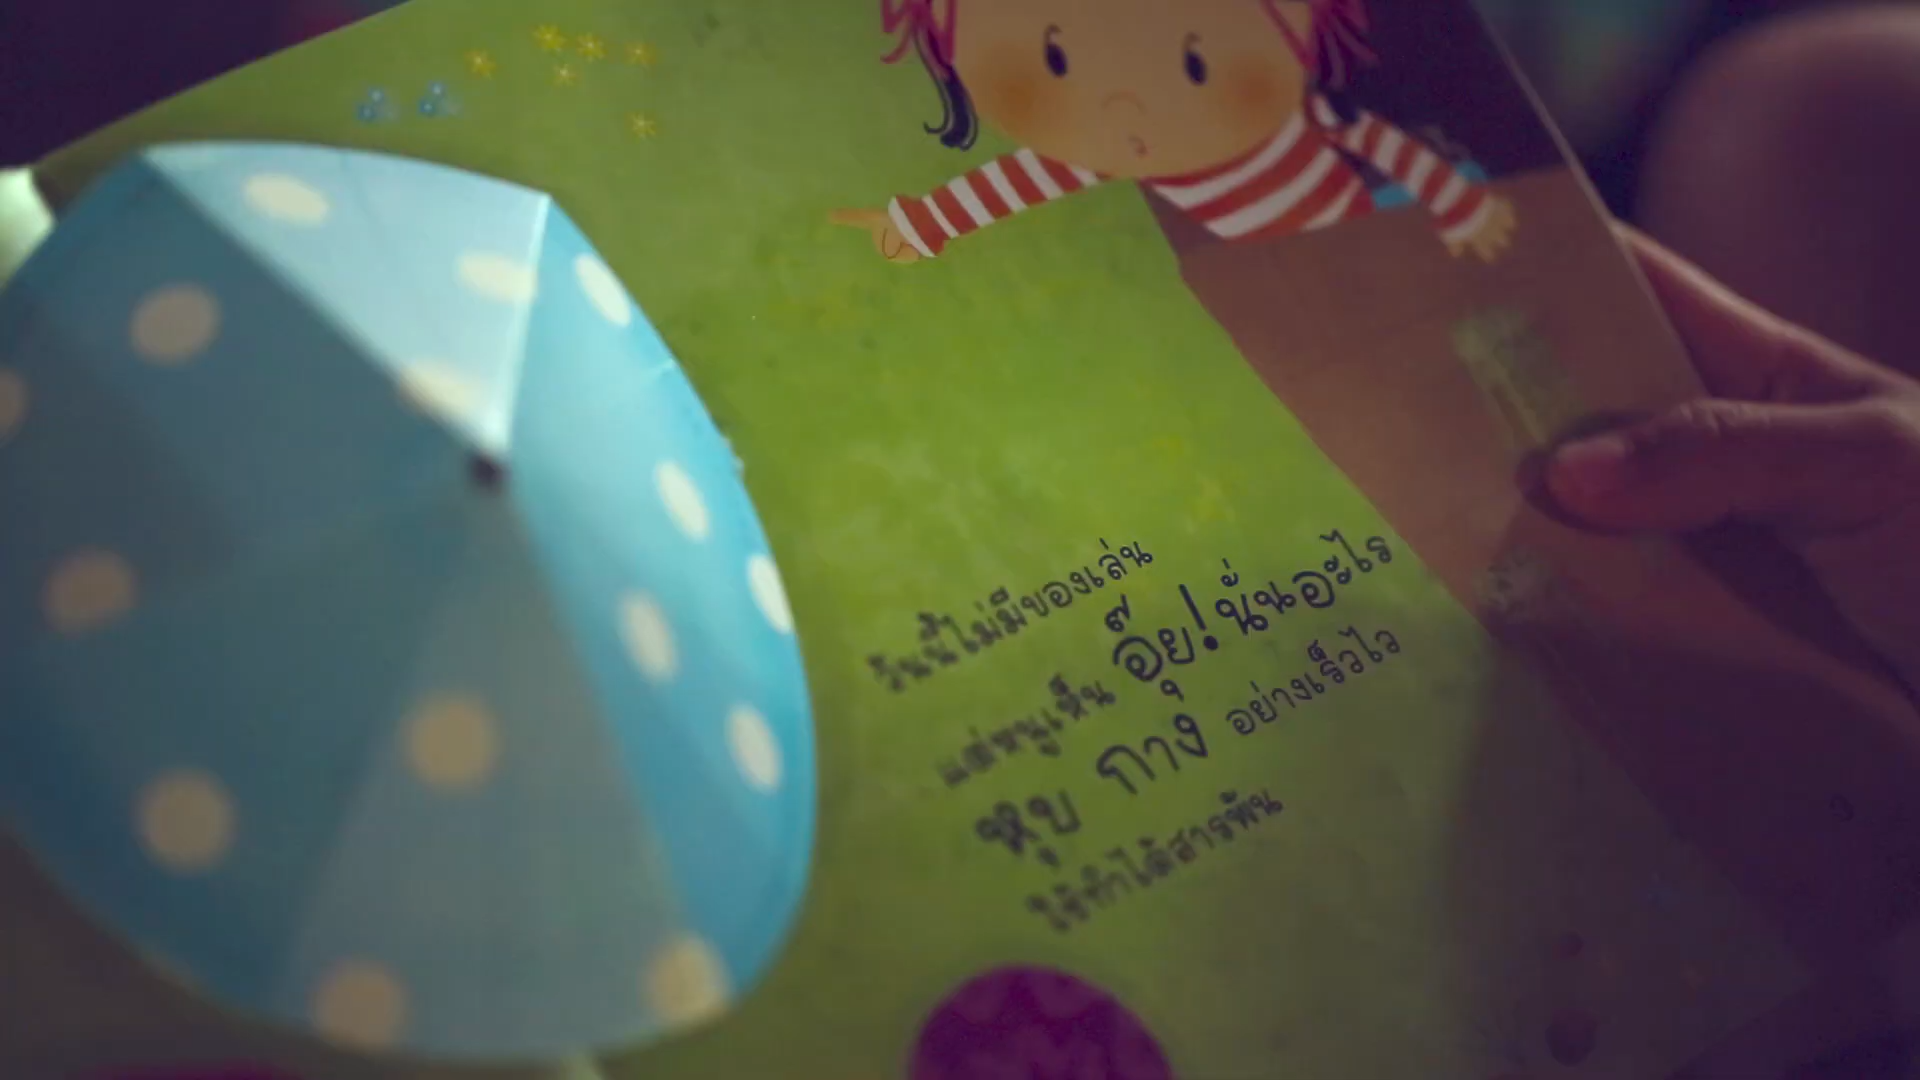 วันนี้ไม่มีของเล่น
แต่หนูเห็น อุ๊ย! นั่นอะไร
หุบ กาง อย่างเร็วไว
ใช้ทำได้สารพัน